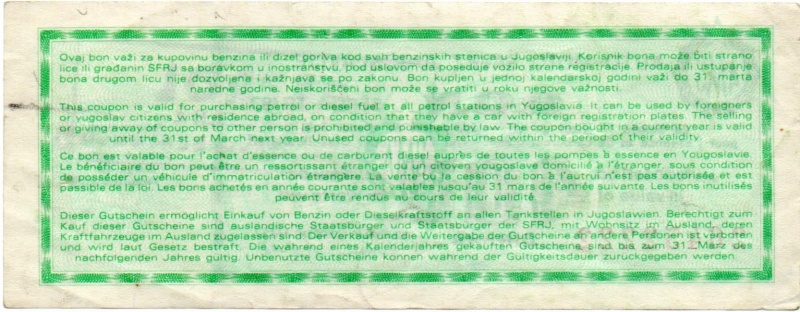 Ovaj bon važi za kupovinu benzina ili dizel goriva kod svih benzinskih stanica u Jugoslaviji. Korisnik bona može biti strano
lice ili građanin SFRJ sa boravkom u inostranstvu, pod uslovom da poseduje vozilo strane registracije. Prodaja ili ustupanje
bona drugom licu nije dozvoljena i kažnjava se po zakonu. Bon kupljen u jednoj kalendarskoj godini važi do 31. marta
naredne godine. Neiskorišćeni bon može se vratiti u roku njegove važnosti.
This coupon is valid for purchasing petrol or diesel fuel at all petrol stations in Yugoslavia. It can be used by foreigners
or yugoslav citizens with residence abroad, on condition that they have a car with foreign registration plates. The selling
or giving away of coupons to other person is prohibited and punishable by law. The coupon bought in a current year is valid
until the 31st of March next year. Unused coupons can be returned within the period of their validity.
Ce bon est valable pour l'achat d'essence ou de carburant diesel auprès de toutes les pompes à essence en Yougoslavie.
Le bénéficiaire du bon peut être un ressortissant étranger ou un citoyen yougoslave domicilié à l'étranger, sous condition
de posséder un véhicule d'immatriculation étrangère. La vente ou la cession du bon à l'autrui n'est pas autorisée et est
passible de la loi. Les bons achetés en année courante sont valables jusqu'au 31 mars de l'année suivante. Les bons inutilisés
peuvent être rendus au cours de leur validité.
Dieser Gutschein ermöglicht Einkauf von Benzin oder Dieselkraftstoff an allen Tankstellen in Jugoslawien. Berechtigt zum
Kauf dieser Gutscheine sind ausländische Staatsbürger und Staatsbürger der SFRJ, mit Wohnsitz im Ausland, deren
Kraftfahrzeuge im Ausland zugelassen sind. Der Verkauf und die Weitergabe der Gutscheine an andere Personen ist verboten
und wird laut Gesetz bestraft. Die während eines Kalenderjahres gekauften Gutscheine sind bis zum 31. März des
nachfolgenden Jahres gültig. Unbenutzte Gutscheine können während der Gültigkeitsdauer zurückgegeben werden.